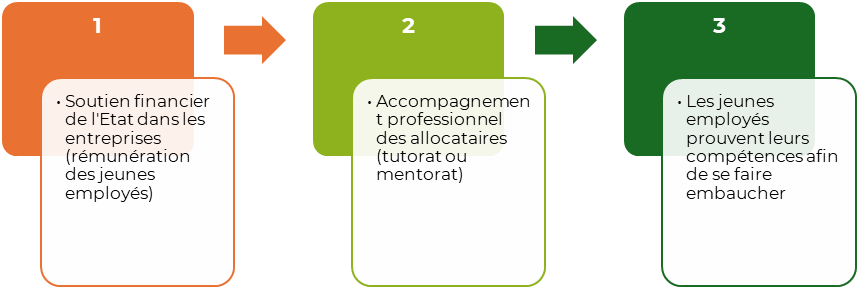 1
• Soutien financier
de l'Etat dans les
entreprises
(rémunération
des jeunes
employés)
2
• Accompagnemen
t professionnel
des allocataires
(tutorat ou
mentorat)
3
• Les jeunes
employés
prouvent leurs
compétences afin
de se faire
embaucher